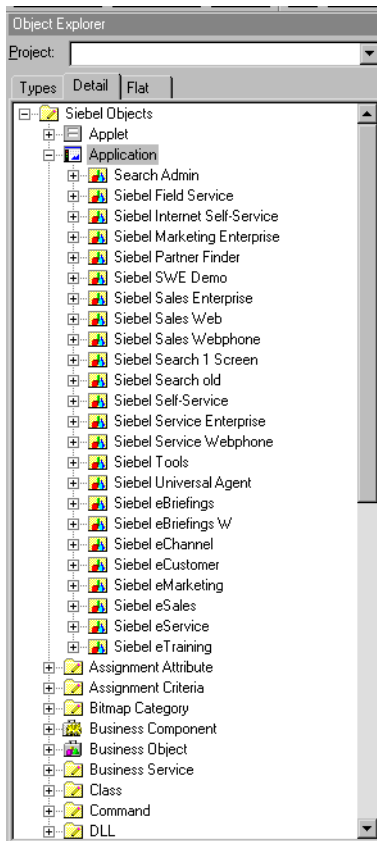 Object Explorer
Project:
Types Detail Flat
Siebel Objects
Applet
Application
Search Admin
Siebel Field Service
Siebel Internet Self-Service
Siebel Marketing Enterprise
Siebel Partner Finder
Siebel SWE Demo
Siebel Sales Enterprise
Siebel Sales Web
Siebel Sales Webphone
Siebel Search 1 Screen
Siebel Search old
Siebel Self-Service
Siebel Service Enterprise
Siebel Service Webphone
Siebel Tools
Siebel Universal Agent
Siebel eBriefings
Siebel eBriefings W
Siebel eChannel
Siebel eCustomer
Siebel eMarketing
Siebel eSales
Siebel eService
Siebel eTraining
Assignment Attribute
Assignment Criteria
Bitmap Category
Business Component
Business Object
Business Service
Class
Command
DLL